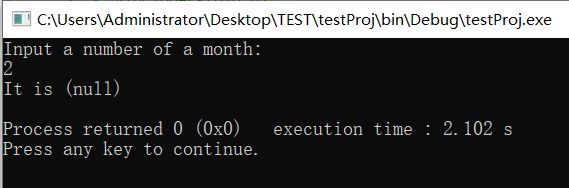 C:\Users\Administrator\Desktop\TEST\testProj\bin\Debug\testProj.exe
Input a number of a month:
2
It is (null)
Process returned 0 (0x0)   execution time : 2.102 s
Press any key to continue.